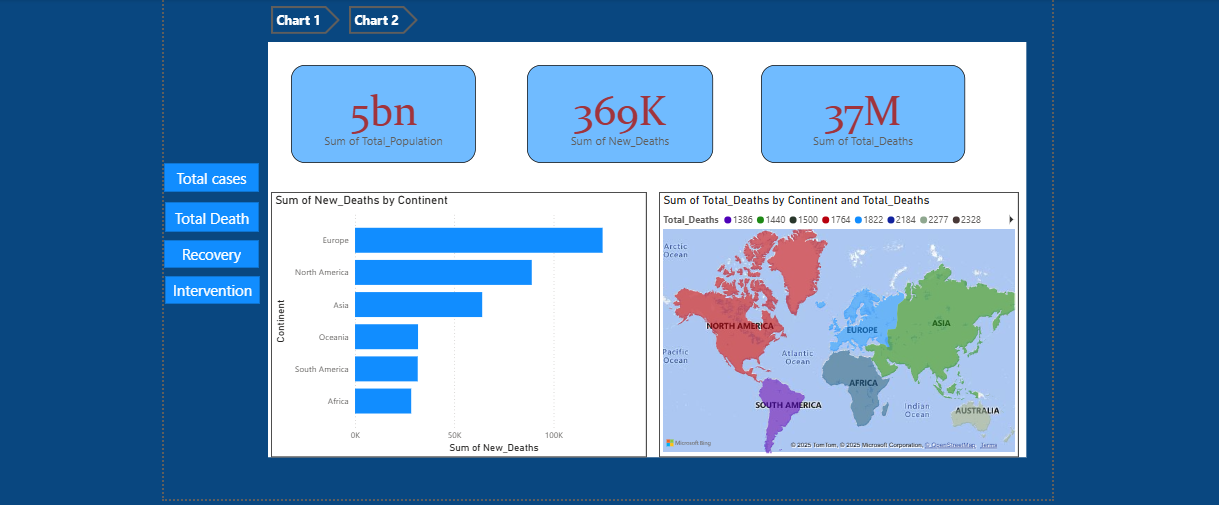 Chart 1
Chart 2
5bn
Sum of Total_Population
369K
Sum of New_Deaths
37M
Sum of Total_Deaths
Total cases
Total Death
Recovery
Intervention
Sum of New_Deaths by Continent
Continent
Europe
North America
Asia
Oceania
South America
Africa
0K
50K
100K
Sum of New_Deaths
Sum of Total_Deaths by Continent and Total_Deaths
Total_Deaths 1386 1440 1500 1764 1822 2184 2277 2328
Arctic
Ocean
NORTH AMERICA
EUROPE
ASIA
Pacific
Ocean
Atlantic
Ocean
AFRICA
SOUTH AMERICA
Indian
Ocean
AUSTRALIA
Microsoft Bing
© 2025 TomTom, © 2025 Microsoft Corporation, © OpenStreetMap Terms